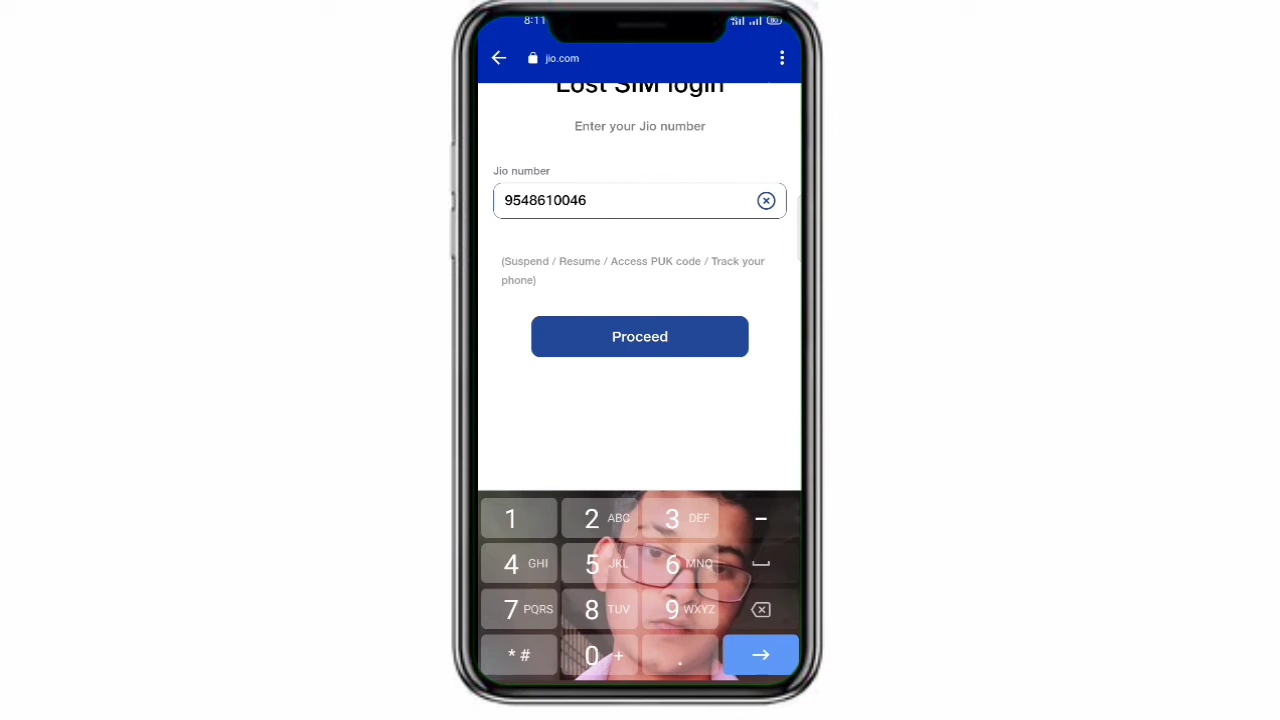 8:11
jio.com
Lost SIM login
Enter your Jio number
Jio number
9548610046
(Suspend / Resume / Access PUK code / Track your
phone)
Proceed
1 2 ABC 3 DEF –
4 GHI 5 JKL 6 MNO
7 PQRS 8 TUV 9 WXYZ
* # 0 + .